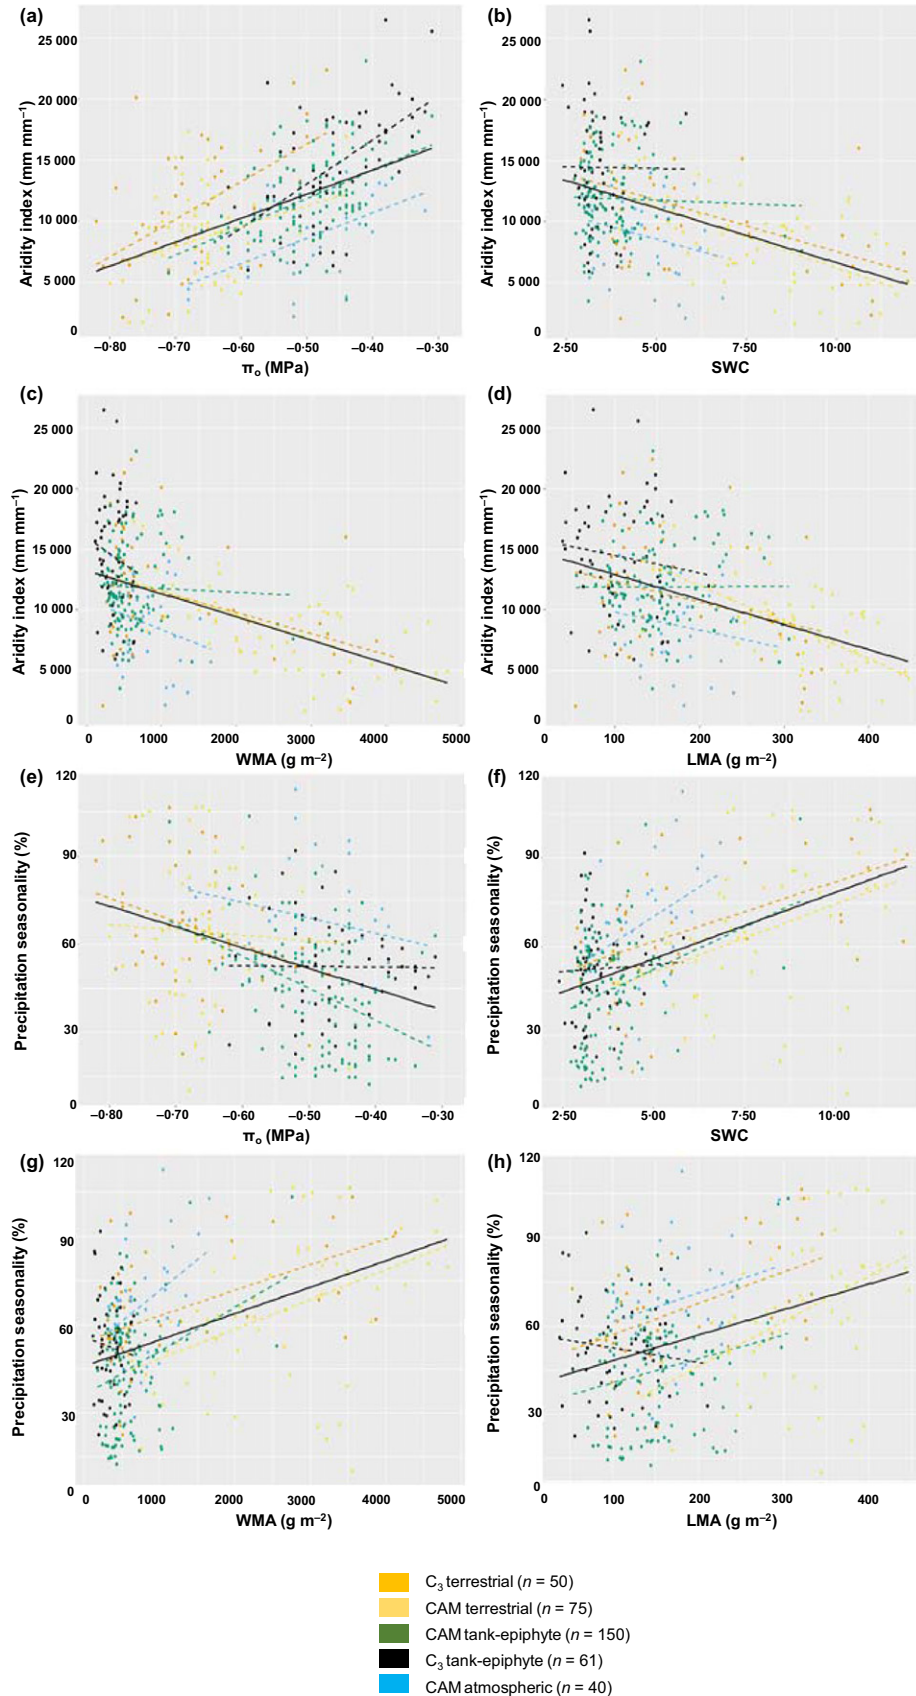 (a)
25 000
20 000
15 000
10 000
5 000
0
Aridity index (mm mm⁻¹)
–0·80
–0·70
–0·60
–0·50
–0·40
–0·30
πₒ (MPa)
(b)
25 000
20 000
15 000
10 000
5 000
0
Aridity index (mm mm⁻¹)
2·50
5·00
7·50
10·00
SWC
(c)
25 000
20 000
15 000
10 000
5 000
0
Aridity index (mm mm⁻¹)
0
1000
2000
3000
4000
5000
WMA (g m⁻²)
(d)
25 000
20 000
15 000
10 000
5 000
0
Aridity index (mm mm⁻¹)
0
100
200
300
400
LMA (g m⁻²)
(e)
120
90
60
30
0
Precipitation seasonality (%)
–0·80
–0·70
–0·60
–0·50
–0·40
–0·30
πₒ (MPa)
(f)
120
90
60
30
0
Precipitation seasonality (%)
2·50
5·00
7·50
10·00
SWC
(g)
120
90
60
30
0
Precipitation seasonality (%)
0
1000
2000
3000
4000
5000
WMA (g m⁻²)
(h)
120
90
60
30
0
Precipitation seasonality (%)
0
100
200
300
400
LMA (g m⁻²)
C₃ terrestrial (n = 50)
CAM terrestrial (n = 75)
CAM tank-epiphyte (n = 150)
C₃ tank-epiphyte (n = 61)
CAM atmospheric (n = 40)